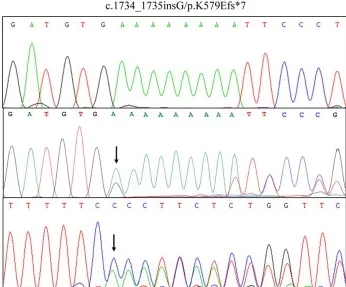 c.1734_1735insG/p.K579Efs*7
G A T G T G A A A A A A A A T T C C C T
G A T G T G A A A A A A A A T T C C C G
T T T T T C C C C T T C T C T G G T T C